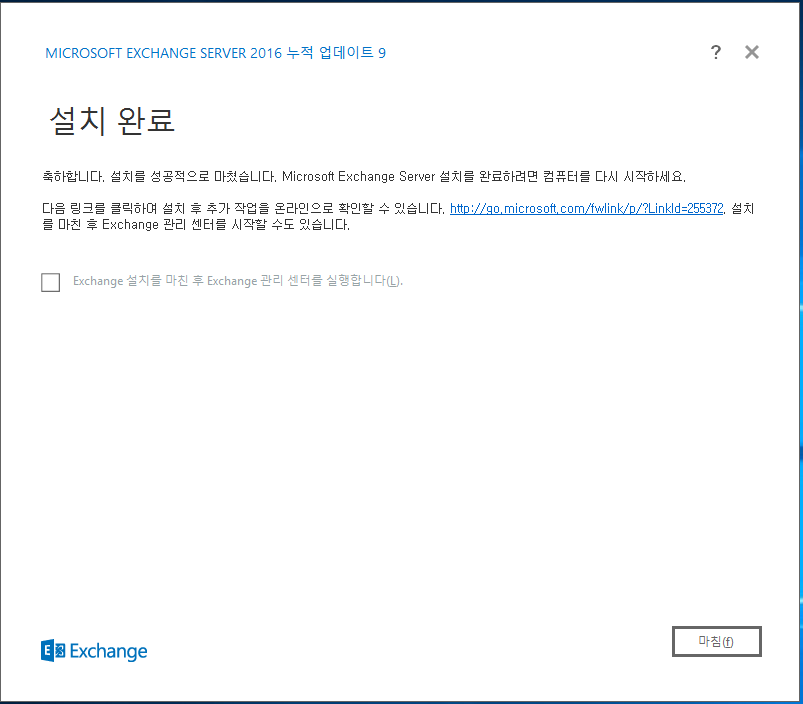 MICROSOFT EXCHANGE SERVER 2016 누적 업데이트 9
? ×
설치 완료
축하합니다. 설치를 성공적으로 마쳤습니다. Microsoft Exchange Server 설치를 완료하려면 컴퓨터를 다시 시작하세요.
다음 링크를 클릭하며 설치 후 추가 작업을 온라인으로 확인할 수 있습니다. http://go.microsoft.com/fwlink/p/?LinkId=255372. 설치
를 마친 후 Exchange 관리 센터를 시작할 수도 있습니다.
Exchange 설치를 마친 후 Exchange 관리 센터를 실행합니다(L).
Exchange
마침(f)